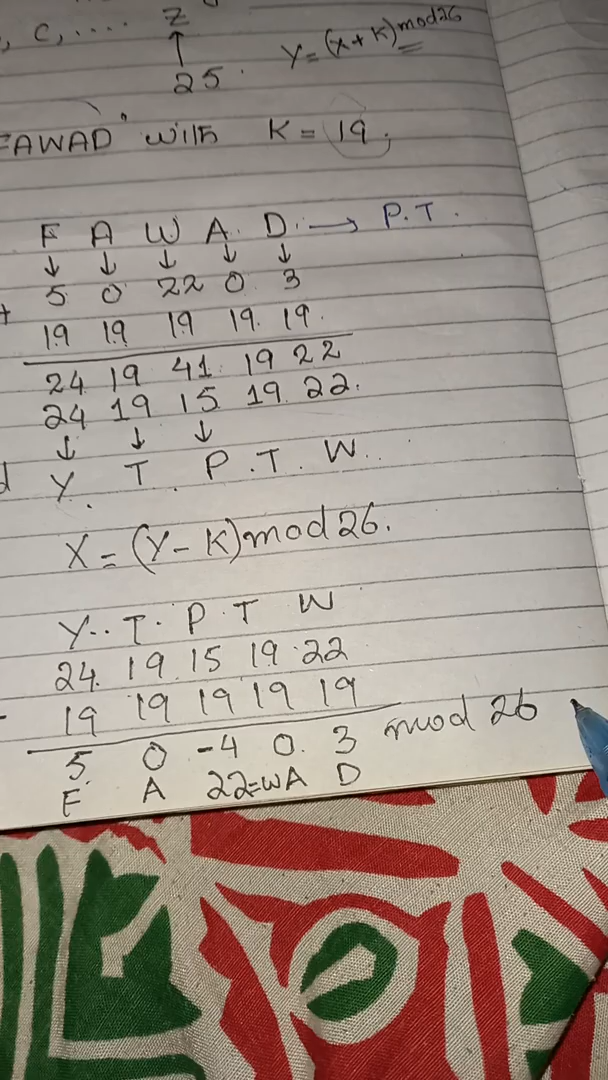 , C, .... Z
↑
25.
Y = (x + K) mod 26
FAWAD" with K = 19,
F A W A. D. → P.T.
↓ ↓ ↓ ↓ ↓
5 0 22 0 3
+
19 19 19 19. 19.
24 19 41 19 22
24 19 15 19. 22.
↓ ↓ ↓
d Y. T. P.T. W..
X = (Y - K) mod 26.
Y.. T. P T W
24. 19 15 19 22
- 19 19 19 19 19
5. 0 -4 0. 3 mod 26
F A 22=W A D